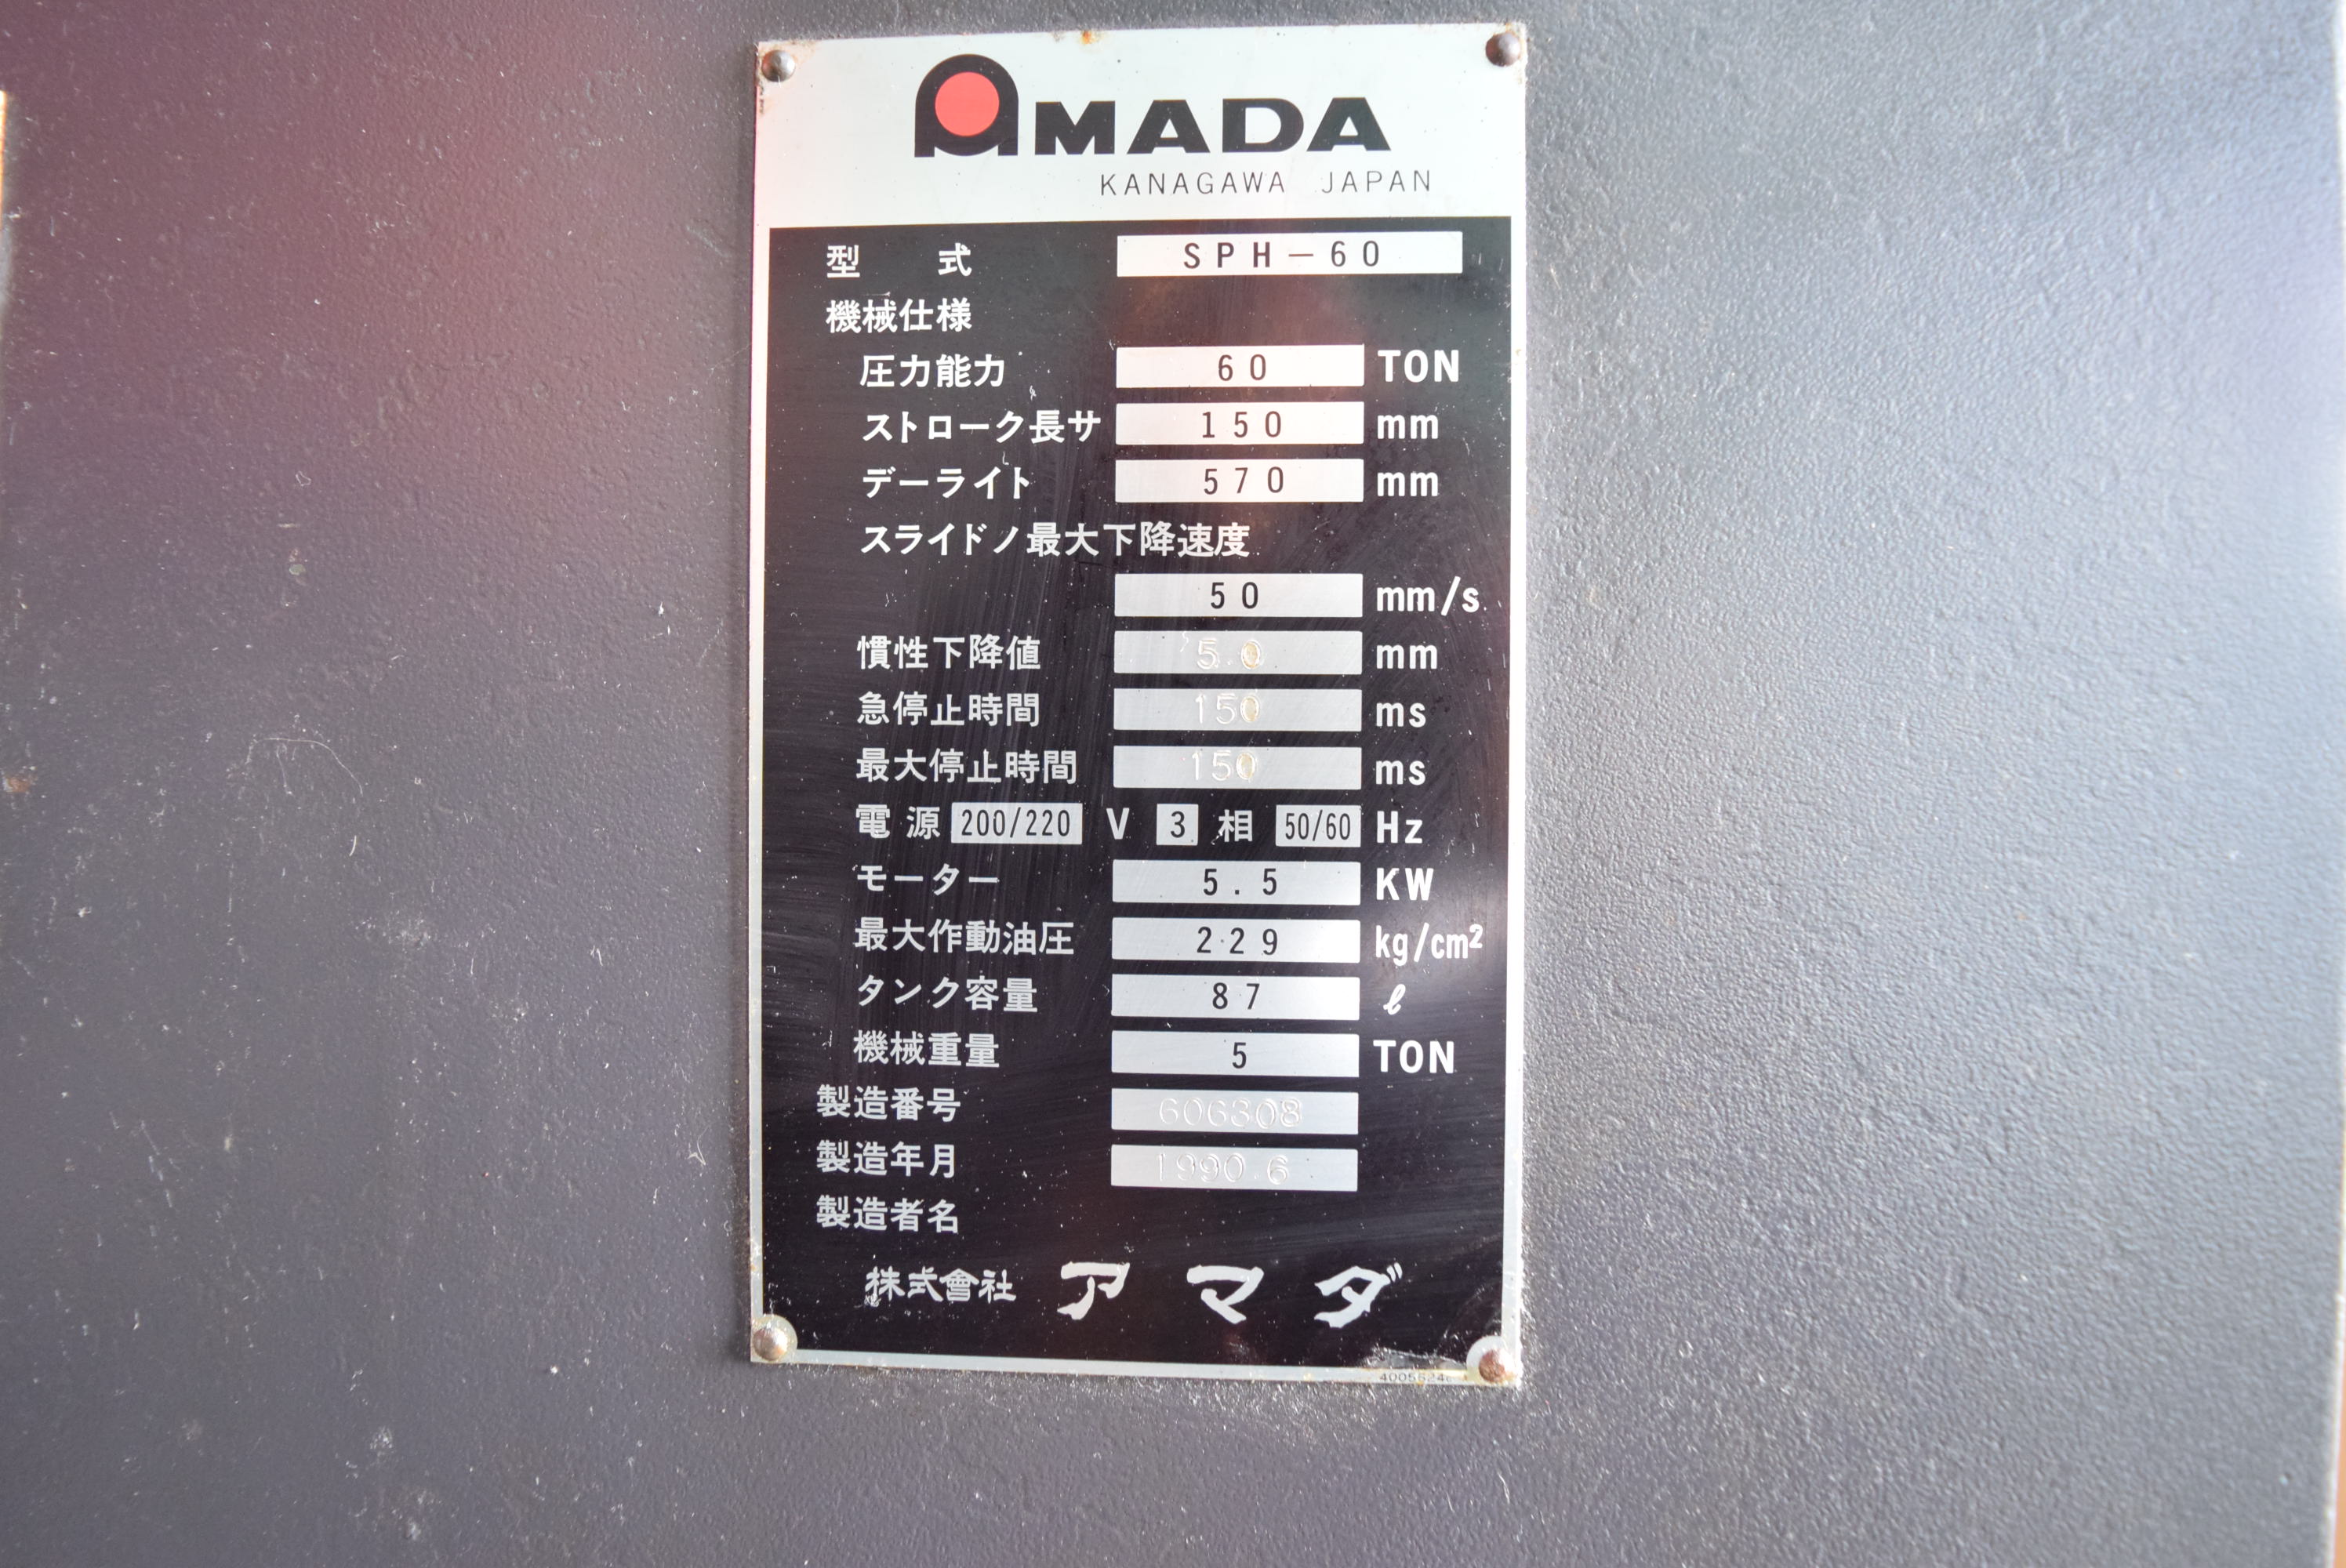 AMADA
KANAGAWA JAPAN
型 式 SPH-60
機械仕様
圧力能力 60 TON
ストローク長サ 150 mm
デーライト 570 mm
スライドノ最大下降速度
50 mm/s
慣性下降値 5.0 mm
急停止時間 150 ms
最大停止時間 150 ms
電源 200/220 V 3 相 50/60 Hz
モーター 5.5 KW
最大作動油圧 229 kg/cm²
タンク容量 87 ℓ
機械重量 5 TON
製造番号 606308
製造年月 1990.6
製造者名
株式會社 アマダ